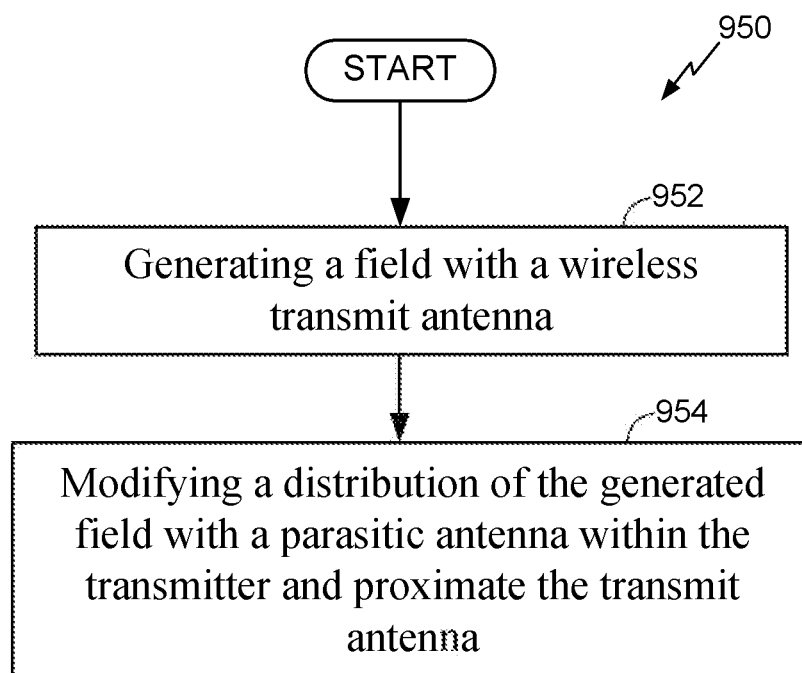 950
START
952
Generating a field with a wireless
transmit antenna
954
Modifying a distribution of the generated
field with a parasitic antenna within the
transmitter and proximate the transmit
antenna